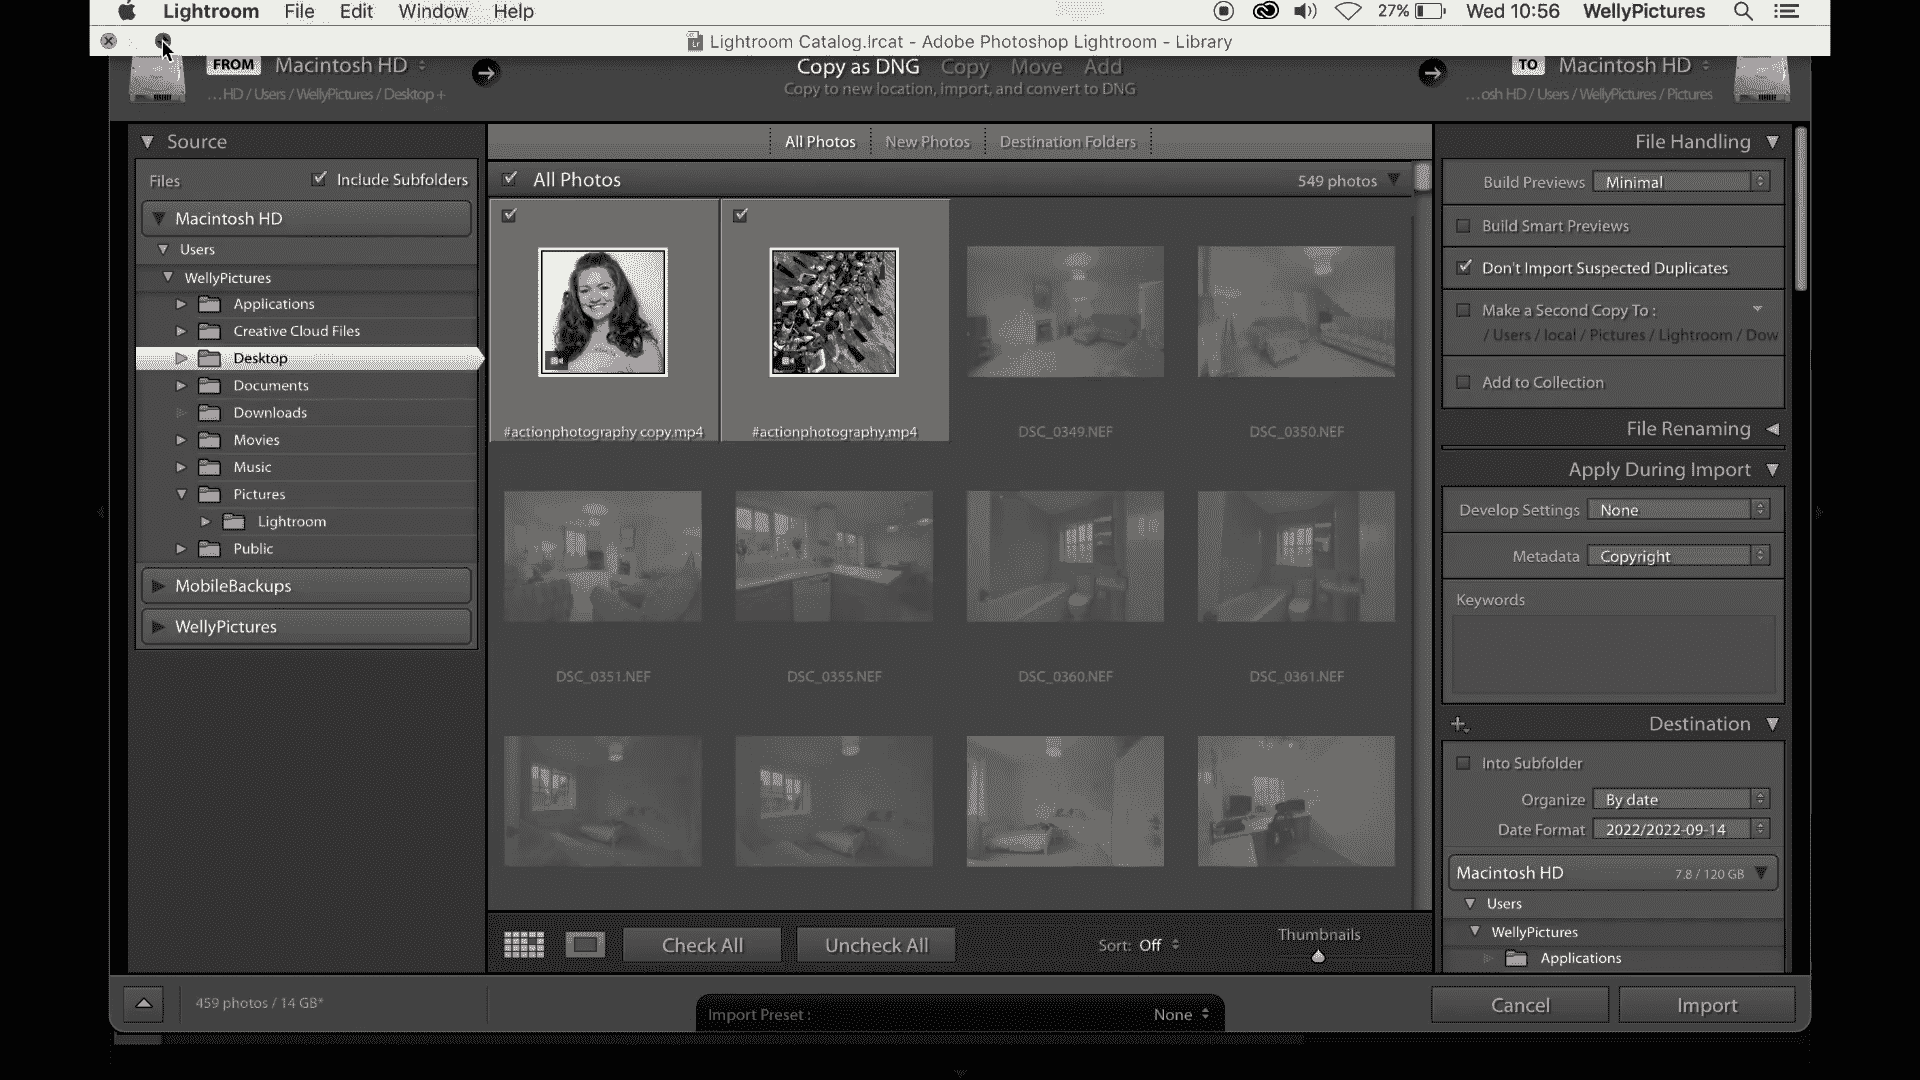 Lightroom File Edit Window Help 27% Wed 10:56 WellyPictures
Lightroom Catalog.lrcat - Adobe Photoshop Lightroom - Library
FROM Macintosh HD
…HD / Users / WellyPictures / Desktop +
Copy as DNG Copy Move Add
Copy to new location, import, and convert to DNG
TO Macintosh HD
…osh HD / Users / WellyPictures / Pictures
Source
Files Include Subfolders
Macintosh HD
Users
WellyPictures
Applications
Creative Cloud Files
Desktop
Documents
Downloads
Movies
Music
Pictures
Lightroom
Public
MobileBackups
WellyPictures
All Photos New Photos Destination Folders
All Photos 549 photos
#actionphotography copy.mp4 #actionphotography.mp4 DSC_0349.NEF DSC_0350.NEF
DSC_0351.NEF DSC_0355.NEF DSC_0360.NEF DSC_0361.NEF
Check All Uncheck All Sort: Off Thumbnails
File Handling
Build Previews Minimal
Build Smart Previews
Don't Import Suspected Duplicates
Make a Second Copy To :
/ Users / local / Pictures / Lightroom / Dow
Add to Collection
File Renaming
Apply During Import
Develop Settings None
Metadata Copyright
Keywords
Destination
Into Subfolder
Organize By date
Date Format 2022/2022-09-14
Macintosh HD 7.8 / 120 GB
Users
WellyPictures
Applications
459 photos / 14 GB*
Import Preset : None
Cancel Import